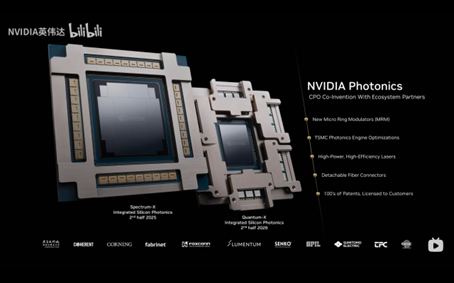 NVIDIA英伟达 bilibili
NVIDIA Photonics
CPO Co-Invention With Ecosystem Partners
New Micro Ring Modulators (MRM)
TSMC Photonics Engine Optimizations
High-Power, High-Efficiency Lasers
Detachable Fiber Connectors
100's of Patents, Licensed to Customers
Spectrum-X
Integrated Silicon Photonics
2nd half 2025
Quantum-X
Integrated Silicon Photonics
2nd half 2026
COHERENT CORNING fabrinet FOXCONN LUMENTUM SENKO SUMITOMO ELECTRIC